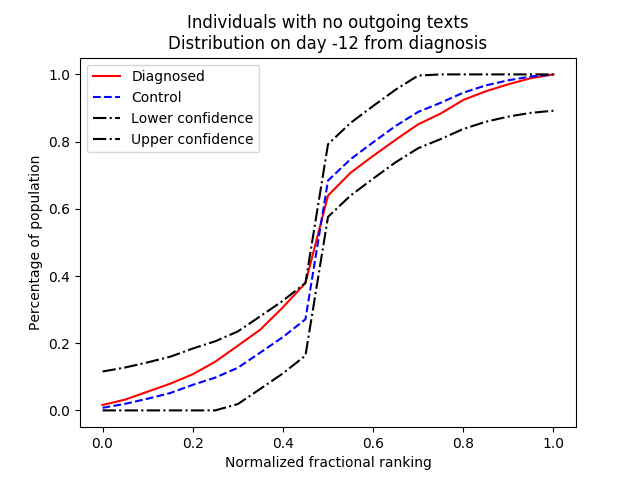 Individuals with no outgoing texts
Distribution on day -12 from diagnosis
Diagnosed
Control
Lower confidence
Upper confidence
Percentage of population
1.0
0.8
0.6
0.4
0.2
0.0
0.0 0.2 0.4 0.6 0.8 1.0
Normalized fractional ranking